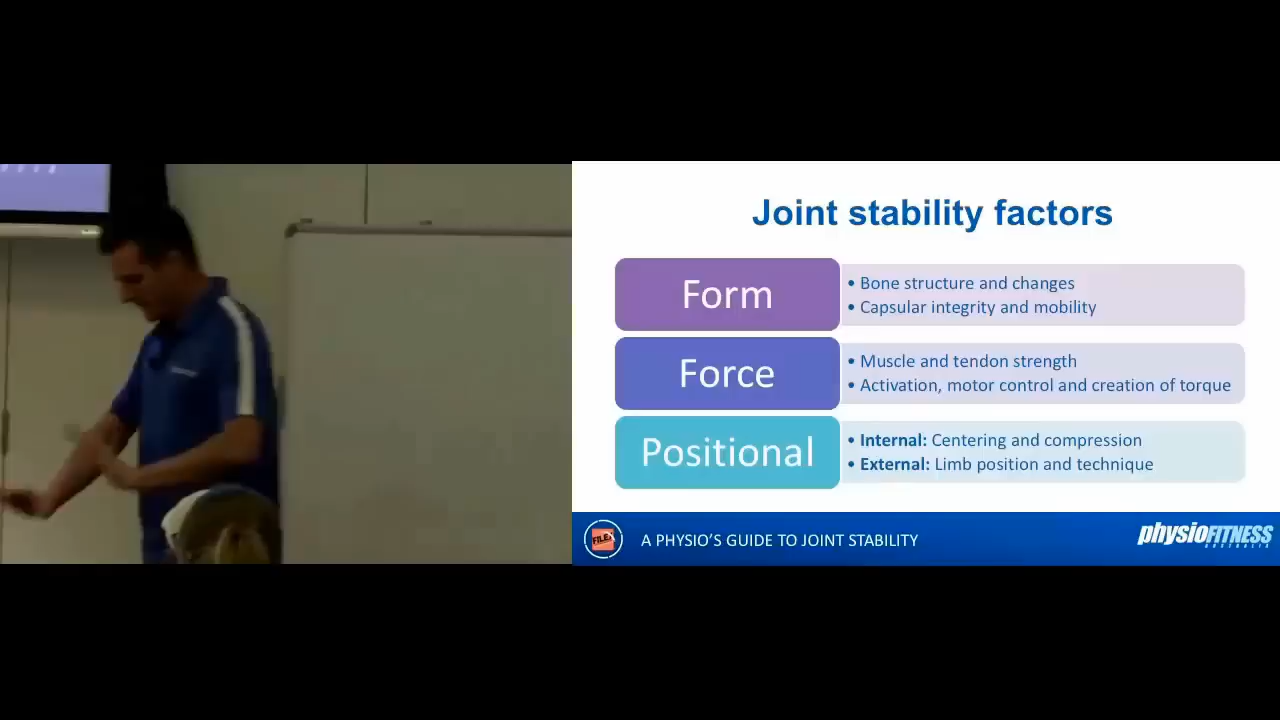 Joint stability factors
Form
• Bone structure and changes
• Capsular integrity and mobility
Force
• Muscle and tendon strength
• Activation, motor control and creation of torque
Positional
• Internal: Centering and compression
• External: Limb position and technique
FILEX
A PHYSIO'S GUIDE TO JOINT STABILITY
physioFITNESS
AUSTRALIA